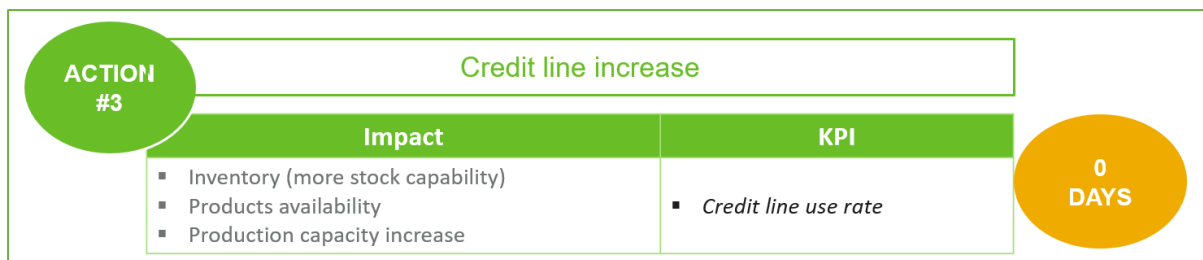 ACTION
#3
Credit line increase
Impact
KPI
▪ Inventory (more stock capability)
▪ Products availability
▪ Production capacity increase
▪ Credit line use rate
0
DAYS